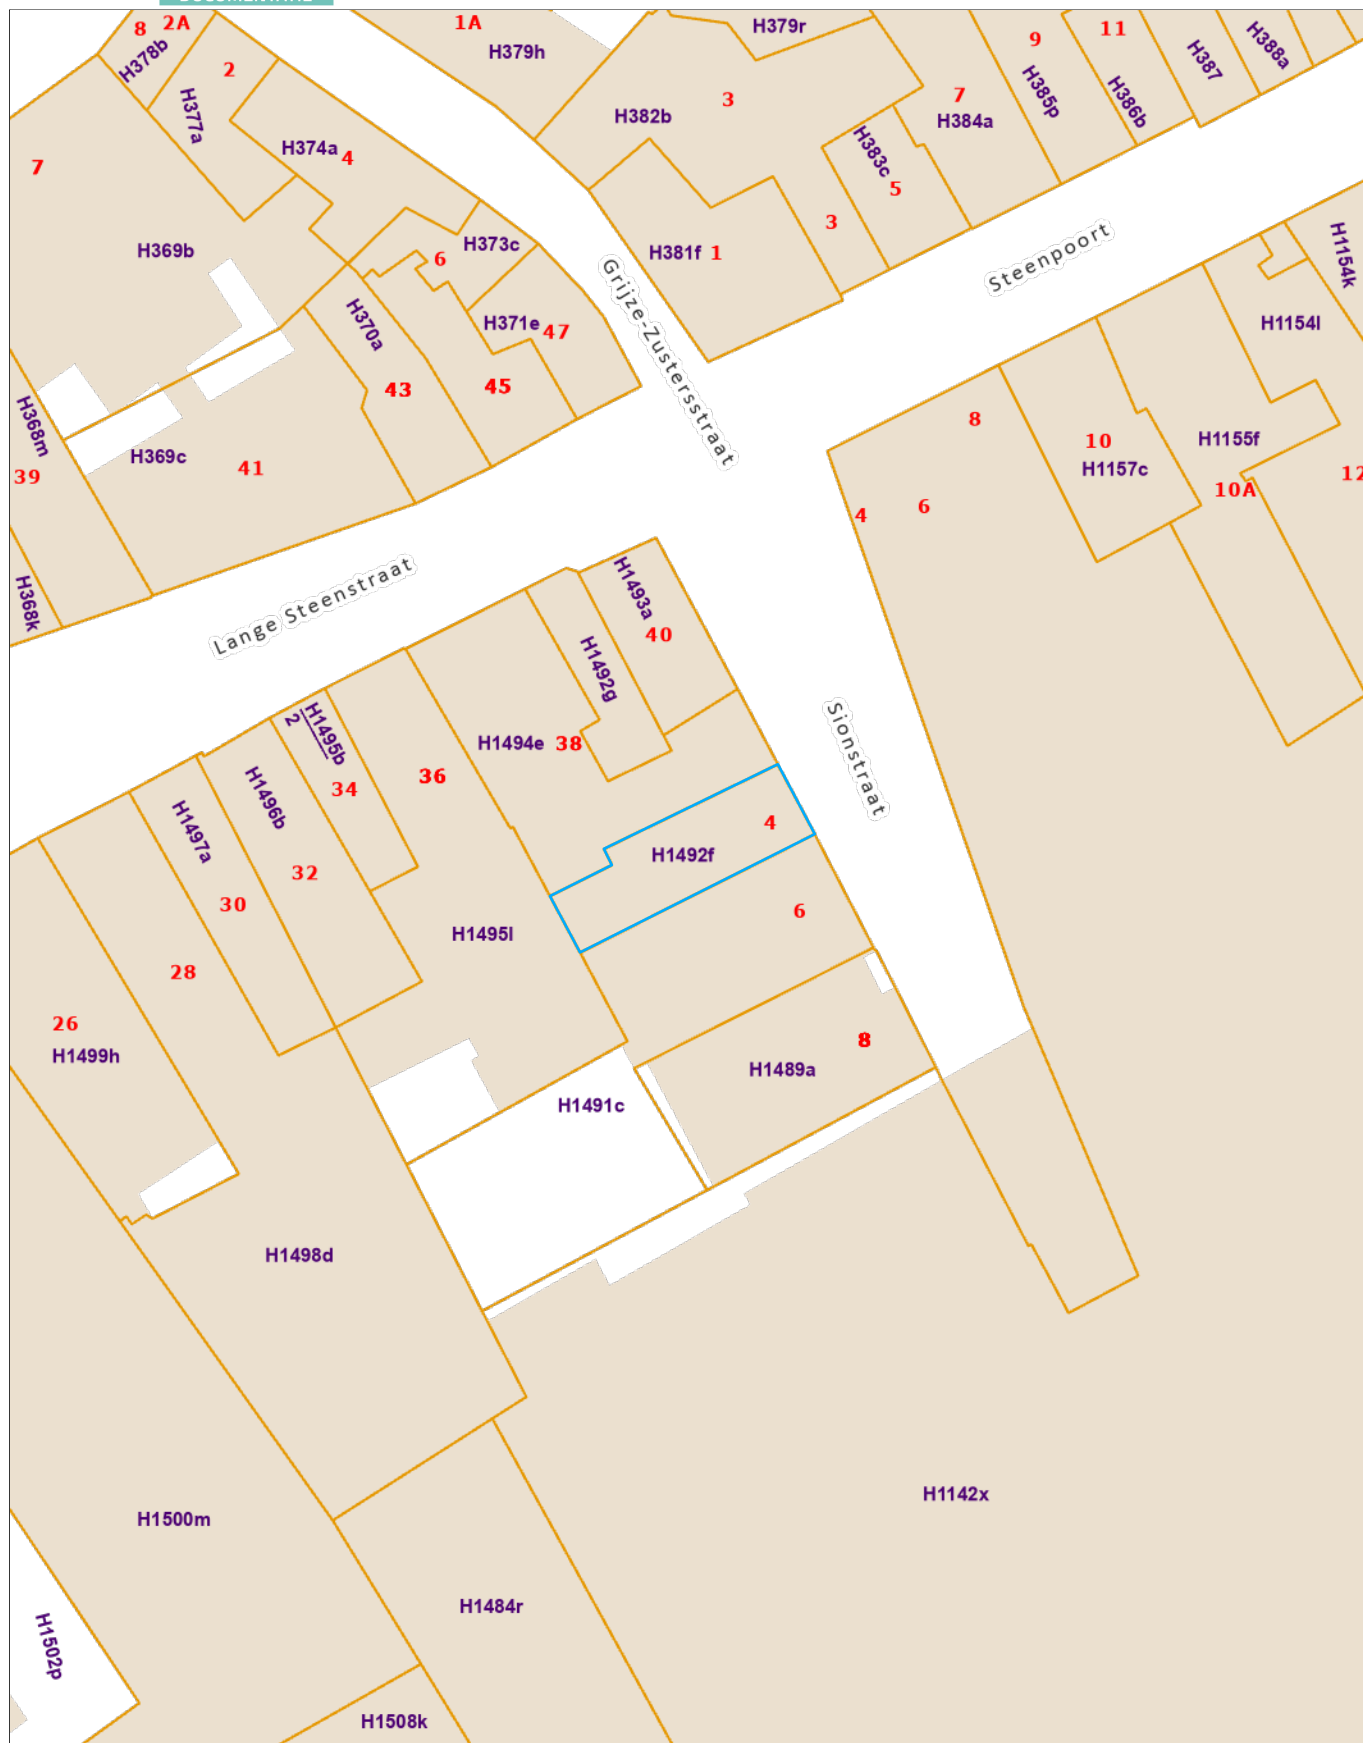 8
2A
H378b
2
H377a
H374a
4
7
H369b
1A
H379h
H379r
3
H382b
H383c
5
3
7
H384a
9
H385p
11
H386b
H387
H388a
H381f
1
H373c
6
H371e
47
H370a
43
45
Grijze-Zustersstraat
Steenpoort
H1154k
H1154l
H368m
39
H369c
41
H368k
8
10
H1157c
H1155f
10A
12
4
6
Lange Steenstraat
H1493a
40
H1492g
H1494e
38
Sionstraat
H1495b
2
34
36
H1496b
32
H1497a
30
28
26
H1499h
4
H1492f
6
H1495l
8
H1489a
H1491c
H1498d
H1500m
H1142x
H1484r
H1502p
H1508k